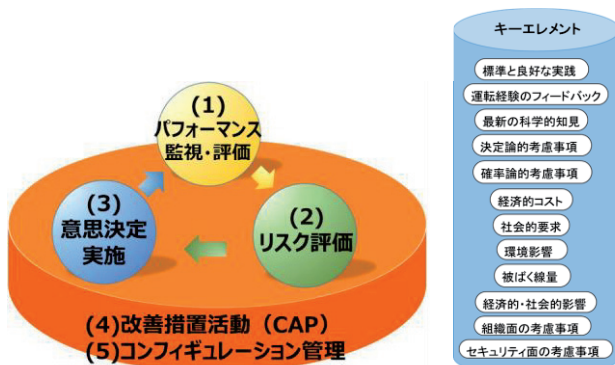 (1)
パフォーマンス
監視・評価
(2)
リスク評価
(3)
意思決定
実施
(4)改善措置活動（CAP）
(5)コンフィギュレーション管理
キーエレメント
標準と良好な実践
運転経験のフィードバック
最新の科学的知見
決定論的考慮事項
確率論的考慮事項
経済的コスト
社会的要求
環境影響
被ばく線量
経済的・社会的影響
組織面の考慮事項
セキュリティ面の考慮事項